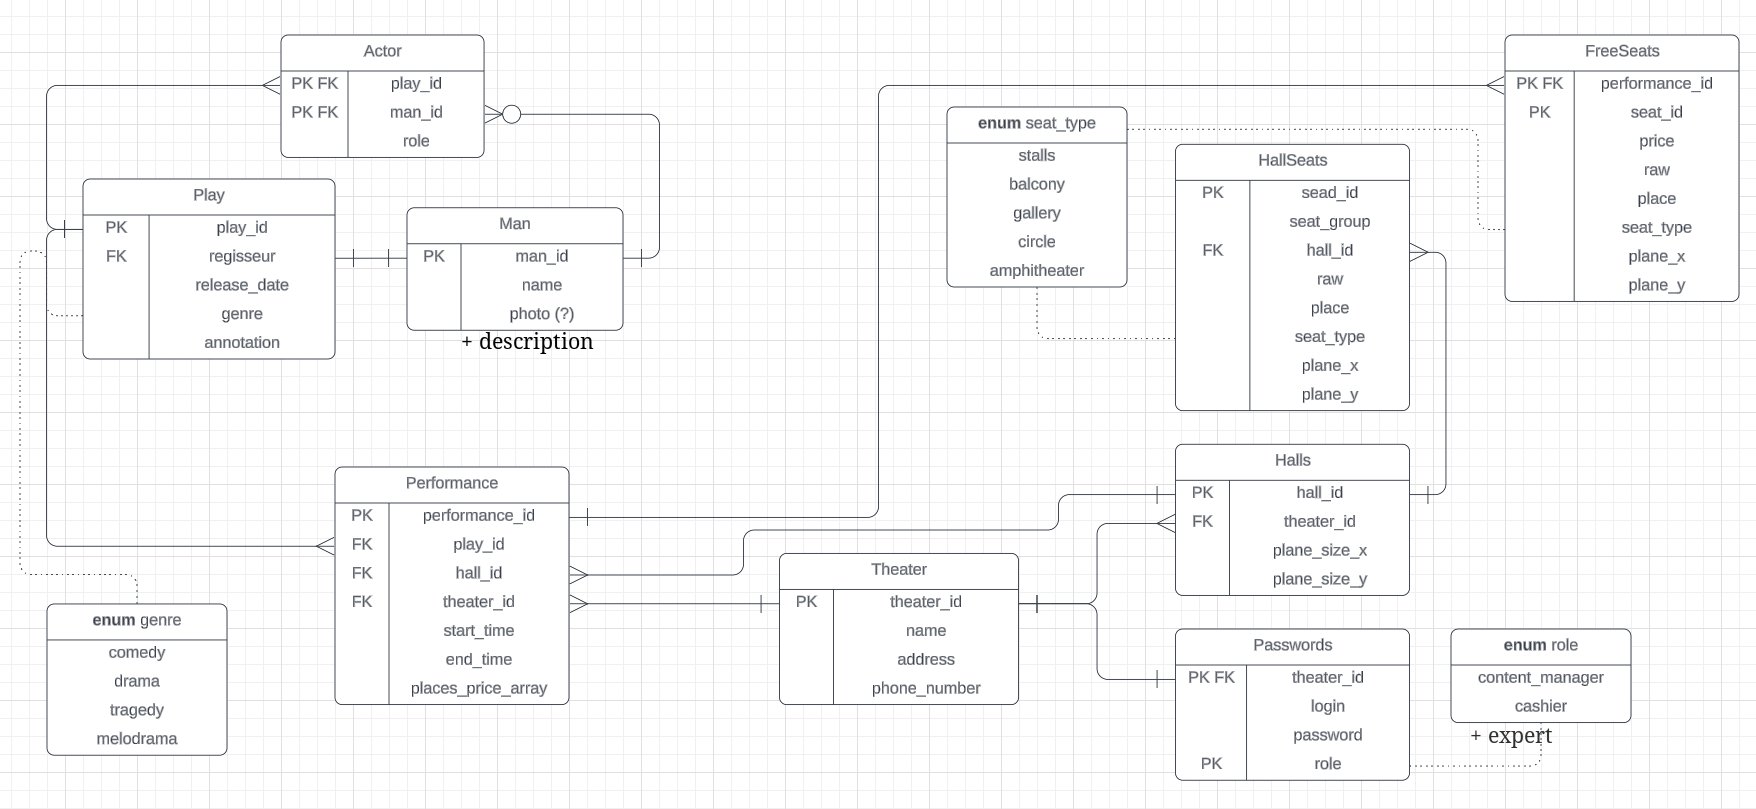 Actor
PK FK play_id
PK FK man_id
role
Play
PK play_id
FK regisseur
release_date
genre
annotation
Man
PK man_id
name
photo (?)
+ description
enum seat_type
stalls
balcony
gallery
circle
amphitheater
HallSeats
PK sead_id
seat_group
FK hall_id
raw
place
seat_type
plane_x
plane_y
FreeSeats
PK FK performance_id
PK seat_id
price
raw
place
seat_type
plane_x
plane_y
Performance
PK performance_id
FK play_id
FK hall_id
FK theater_id
start_time
end_time
places_price_array
enum genre
comedy
drama
tragedy
melodrama
Theater
PK theater_id
name
address
phone_number
Halls
PK hall_id
FK theater_id
plane_size_x
plane_size_y
Passwords
PK FK theater_id
login
password
PK role
enum role
content_manager
cashier
+ expert